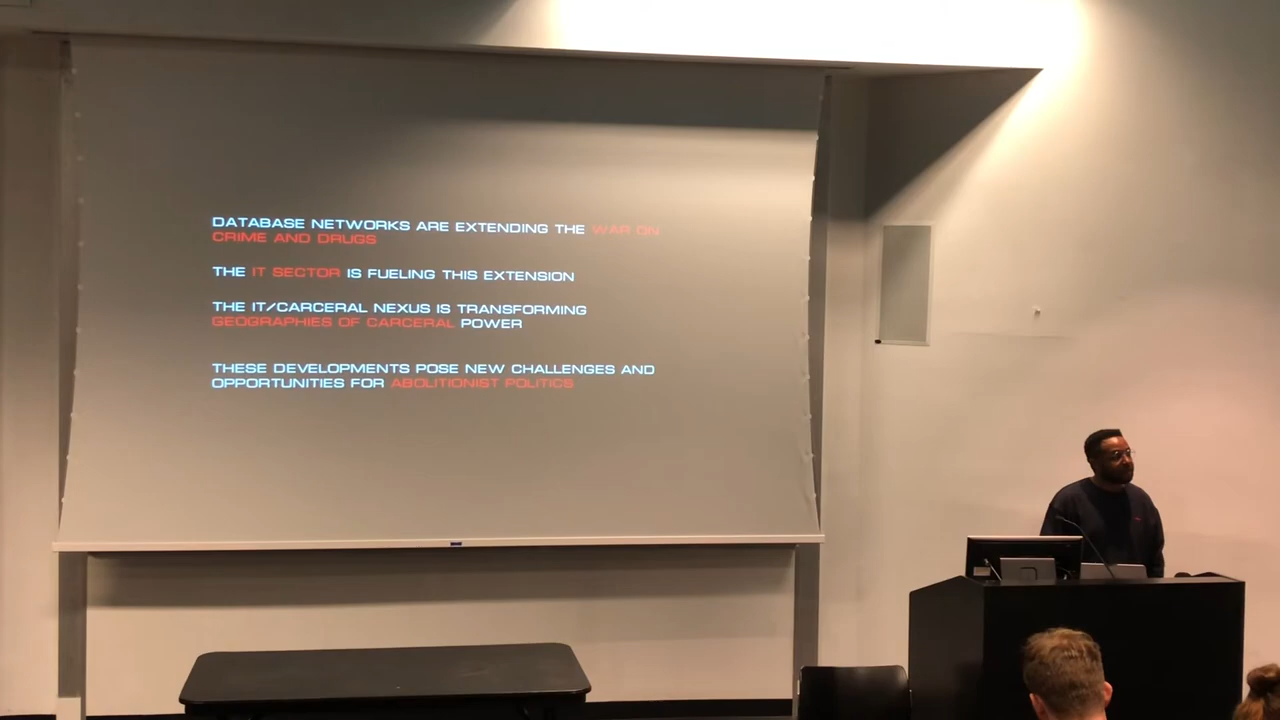 DATABASE NETWORKS ARE EXTENDING THE WAR ON
CRIME AND DRUGS
THE IT SECTOR IS FUELING THIS EXTENSION
THE IT/CARCERAL NEXUS IS TRANSFORMING
GEOGRAPHIES OF CARCERAL POWER
THESE DEVELOPMENTS POSE NEW CHALLENGES AND
OPPORTUNITIES FOR ABOLITIONIST POLITICS